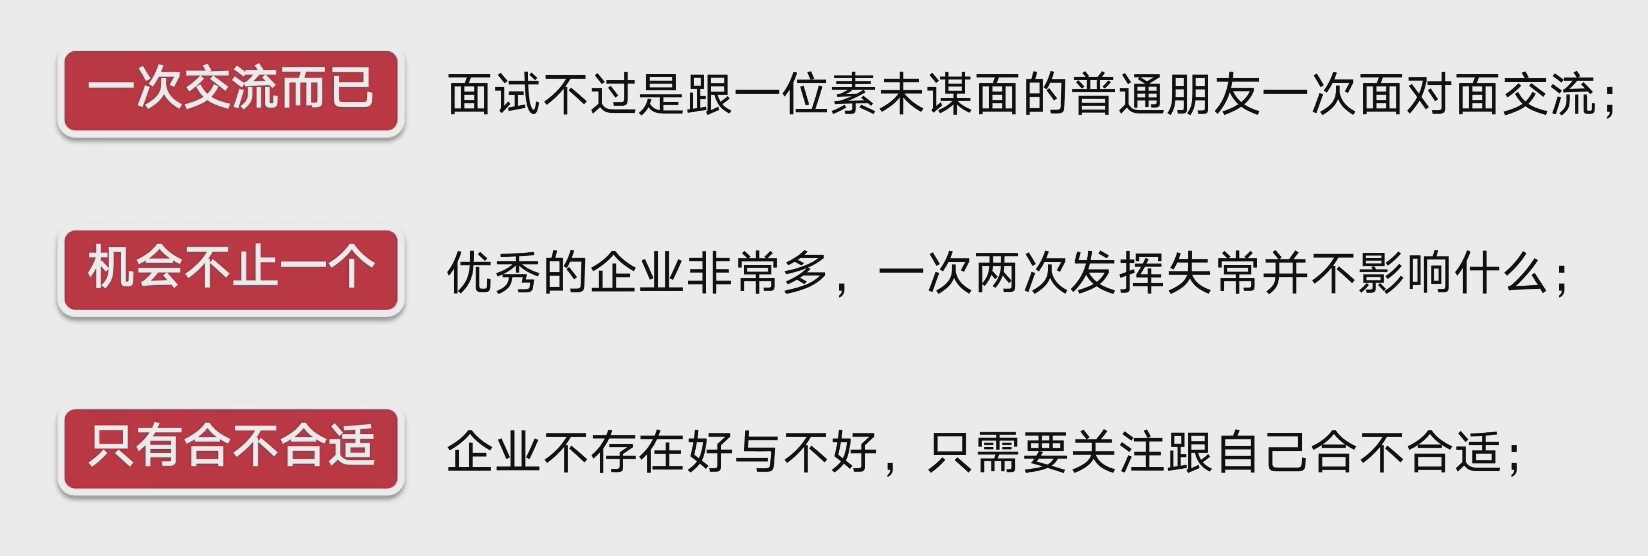 一次交流而已 面试不过是跟一位素未谋面的普通朋友一次面对面交流；
机会不止一个 优秀的企业非常多，一次两次发挥失常并不影响什么；
只有合不合适 企业不存在好与不好，只需要关注跟自己合不合适；